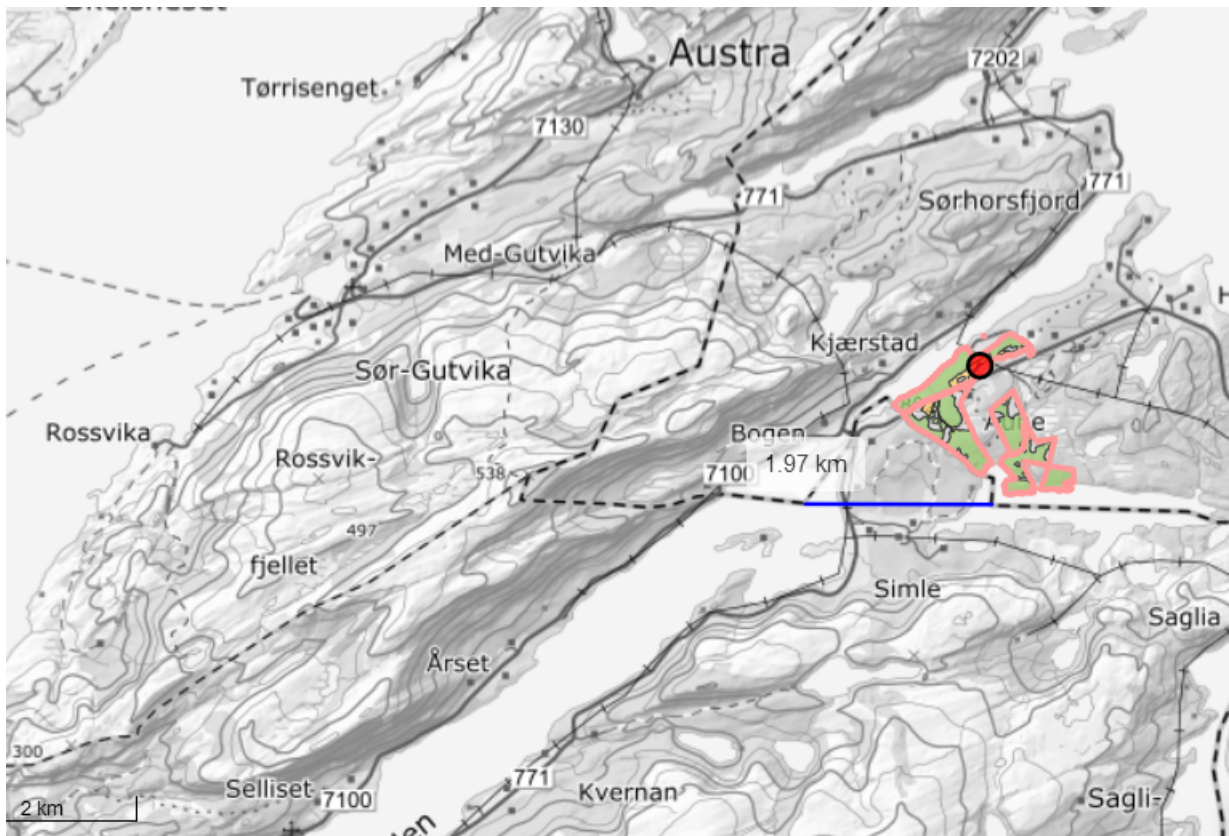 Austra
7202
Tørrisenget
7130
771
771
Sørhorsfjord
Med-Gutvika
Kjærstad
Sør-Gutvika
Rossvika
Bogen
Rossvik-
538
7100
1.97 km
497
fjellet
Simle
Saglia
Årset
300
771
Selliset
7100
Kvernan
Sagli-
2 km